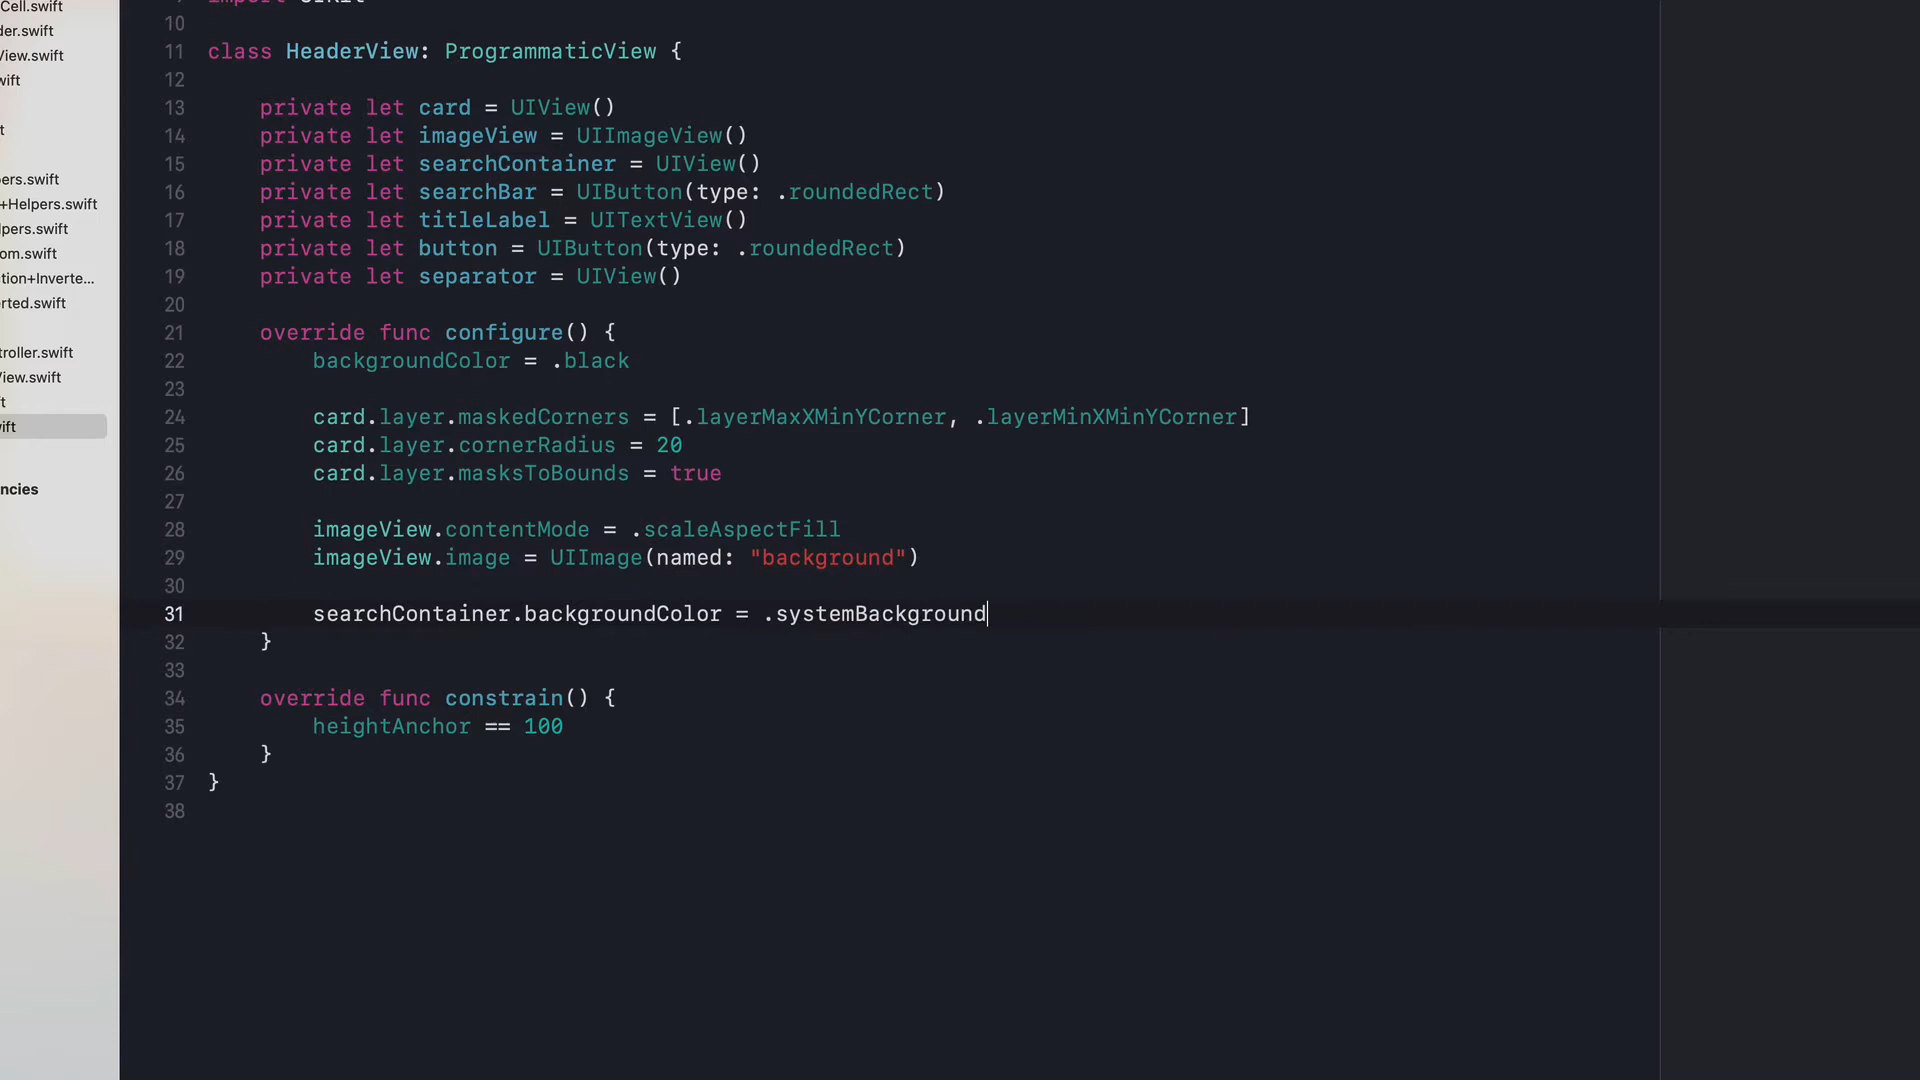 Cell.swift
der.swift
View.swift
wift
t
pers.swift
+Helpers.swift
lpers.swift
om.swift
ction+Inverte...
erted.swift
troller.swift
View.swift
ft
wift
ncies
import UIKit
10
11 class HeaderView: ProgrammaticView {
12
13 private let card = UIView()
14 private let imageView = UIImageView()
15 private let searchContainer = UIView()
16 private let searchBar = UIButton(type: .roundedRect)
17 private let titleLabel = UITextView()
18 private let button = UIButton(type: .roundedRect)
19 private let separator = UIView()
20
21 override func configure() {
22 backgroundColor = .black
23
24 card.layer.maskedCorners = [.layerMaxXMinYCorner, .layerMinXMinYCorner]
25 card.layer.cornerRadius = 20
26 card.layer.masksToBounds = true
27
28 imageView.contentMode = .scaleAspectFill
29 imageView.image = UIImage(named: "background")
30
31 searchContainer.backgroundColor = .systemBackground
32 }
33
34 override func constrain() {
35 heightAnchor == 100
36 }
37 }
38